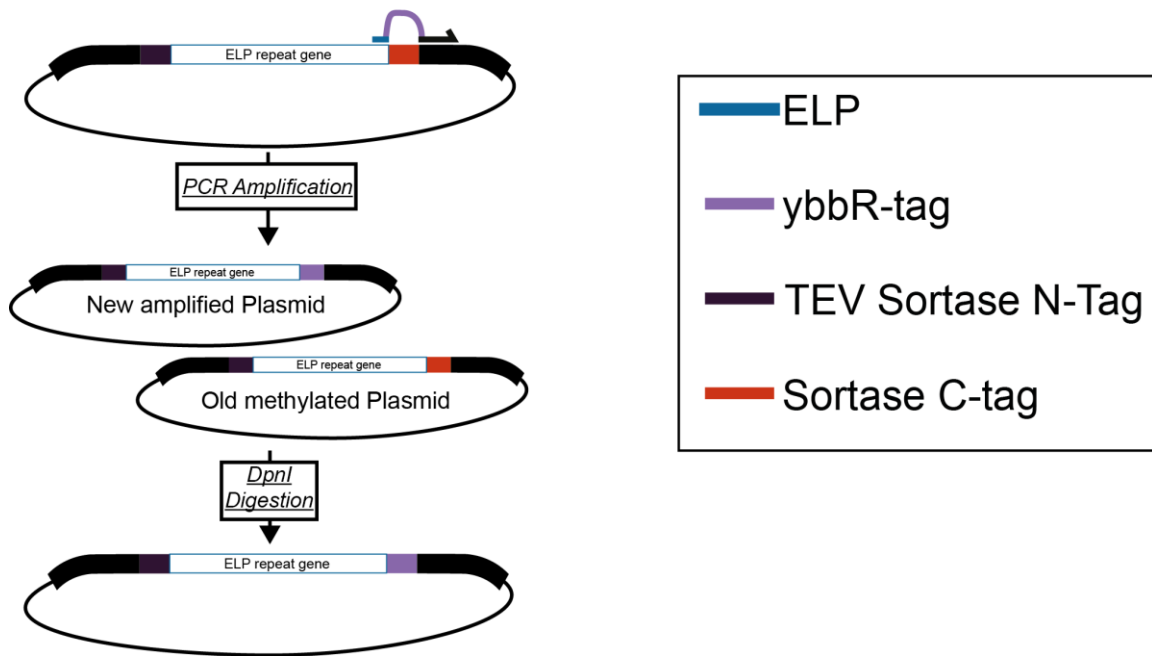 ELP repeat gene
PCR Amplification
ELP repeat gene
New amplified Plasmid
ELP repeat gene
Old methylated Plasmid
DpnI
Digestion
ELP repeat gene
ELP
ybbR-tag
TEV Sortase N-Tag
Sortase C-tag